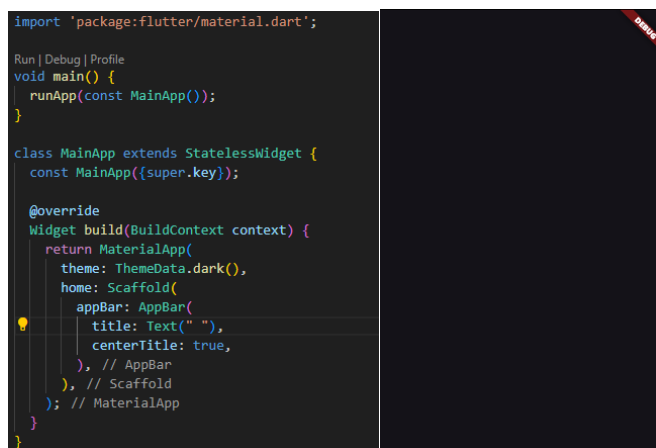 import 'package:flutter/material.dart';
Run | Debug | Profile
void main() {
  runApp(const MainApp());
}
class MainApp extends StatelessWidget {
  const MainApp({super.key});
  @override
  Widget build(BuildContext context) {
    return MaterialApp(
      theme: ThemeData.dark(),
      home: Scaffold(
        appBar: AppBar(
          title: Text(" "),
          centerTitle: true,
        ), // AppBar
      ), // Scaffold
    ); // MaterialApp
  }
}
DEBUG